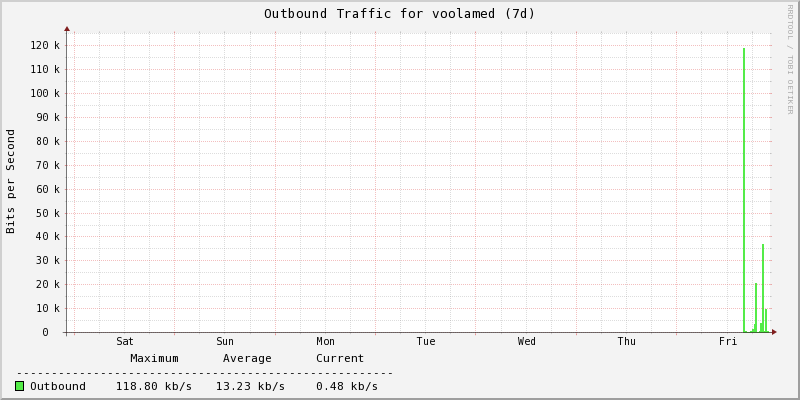 Outbound Traffic for voolamed (7d)
RRDTOOL / TOBI OETIKER
Bits per Second
120 k
110 k
100 k
90 k
80 k
70 k
60 k
50 k
40 k
30 k
20 k
10 k
0
Sat Sun Mon Tue Wed Thu Fri
Maximum Average Current
Outbound 118.80 kb/s 13.23 kb/s 0.48 kb/s